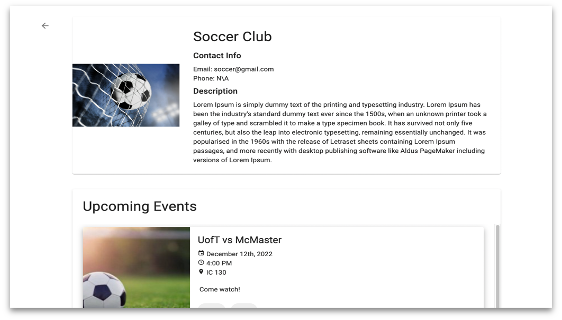 Soccer Club
Contact Info
Email: soccer@gmail.com
Phone: N\A
Description
Lorem Ipsum is simply dummy text of the printing and typesetting industry. Lorem Ipsum has
been the industry's standard dummy text ever since the 1500s, when an unknown printer took a
galley of type and scrambled it to make a type specimen book. It has survived not only five
centuries, but also the leap into electronic typesetting, remaining essentially unchanged. It was
popularised in the 1960s with the release of Letraset sheets containing Lorem Ipsum
passages, and more recently with desktop publishing software like Aldus PageMaker including
versions of Lorem Ipsum.
Upcoming Events
UofT vs McMaster
December 12th, 2022
4:00 PM
IC 130
Come watch!